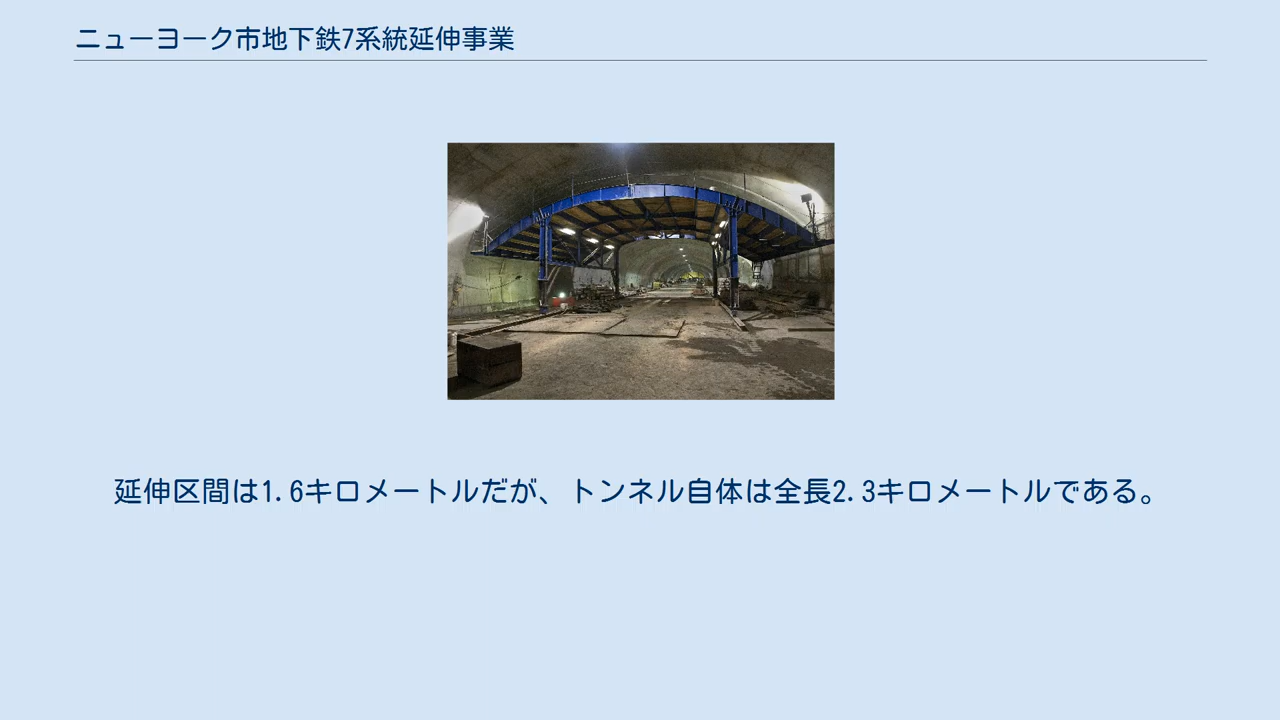 ニューヨーク市地下鉄7系統延伸事業
延伸区間は1.6キロメートルだが、トンネル自体は全長2.3キロメートルである。